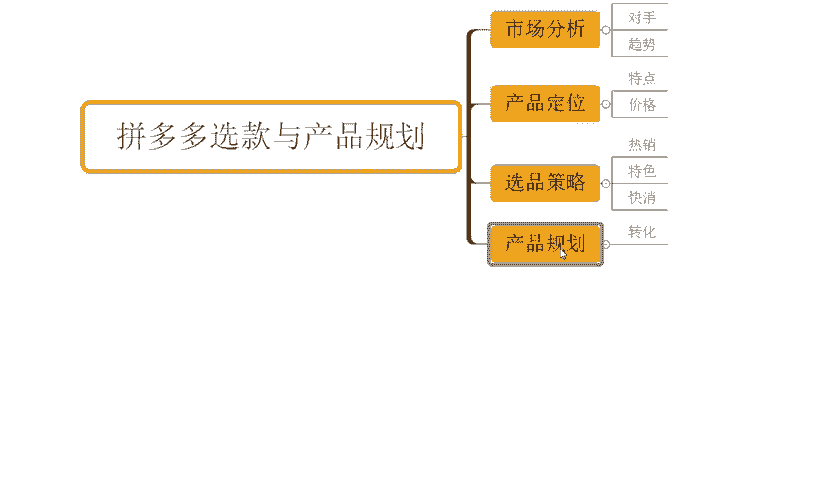 拼多多选款与产品规划
市场分析
对手
趋势
产品定位
特点
价格
选品策略
热销
特色
快消
产品规划
转化